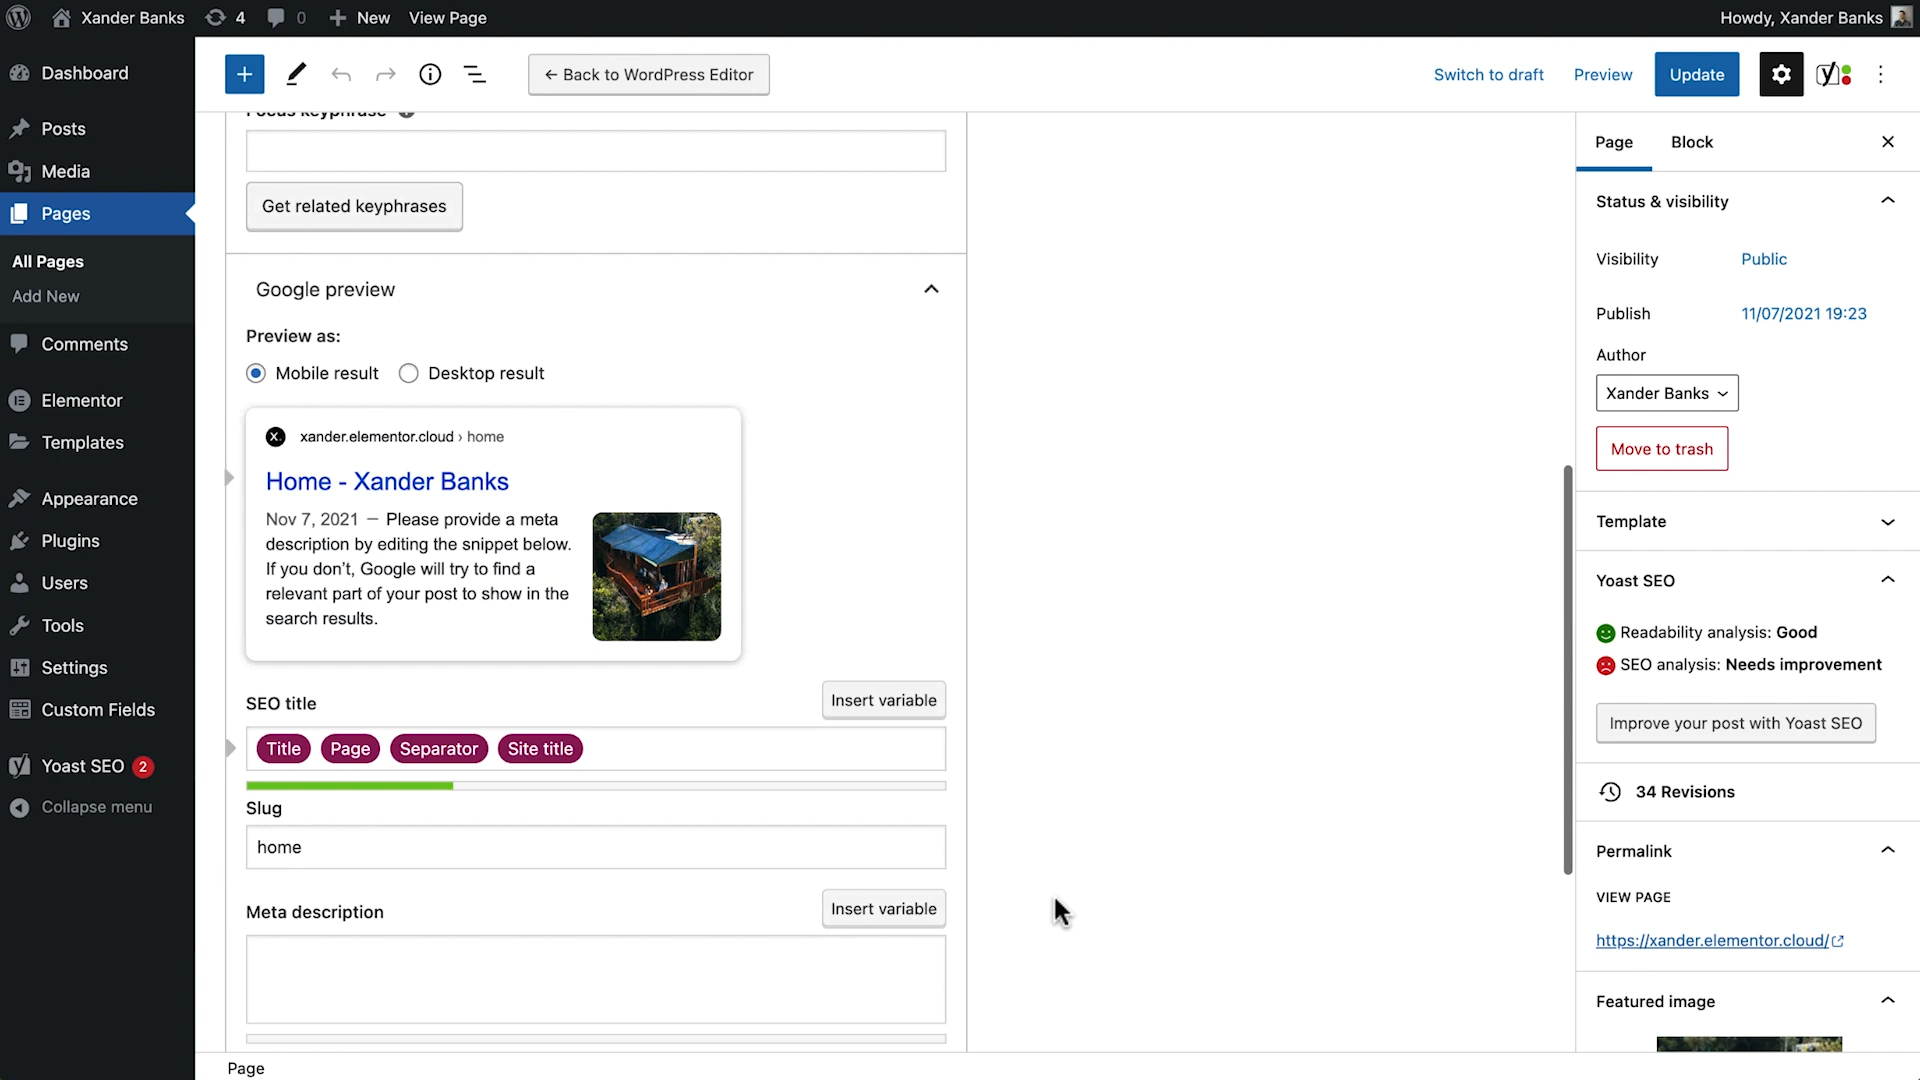 Xander Banks
4
0
New
View Page
Howdy, Xander Banks
Dashboard
Posts
Media
Pages
All Pages
Add New
Comments
Elementor
Templates
Appearance
Plugins
Users
Tools
Settings
Custom Fields
Yoast SEO 2
Collapse menu
← Back to WordPress Editor
Switch to draft
Preview
Update
Focus keyphrase
Get related keyphrases
Google preview
Preview as:
Mobile result
Desktop result
X.
xander.elementor.cloud › home
Home - Xander Banks
Nov 7, 2021 — Please provide a meta
description by editing the snippet below.
If you don't, Google will try to find a
relevant part of your post to show in the
search results.
SEO title
Insert variable
Title
Page
Separator
Site title
Slug
home
Meta description
Insert variable
Page
Page
Block
Status & visibility
Visibility
Public
Publish
11/07/2021 19:23
Author
Xander Banks
Move to trash
Template
Yoast SEO
Readability analysis: Good
SEO analysis: Needs improvement
Improve your post with Yoast SEO
34 Revisions
Permalink
VIEW PAGE
https://xander.elementor.cloud/
Featured image